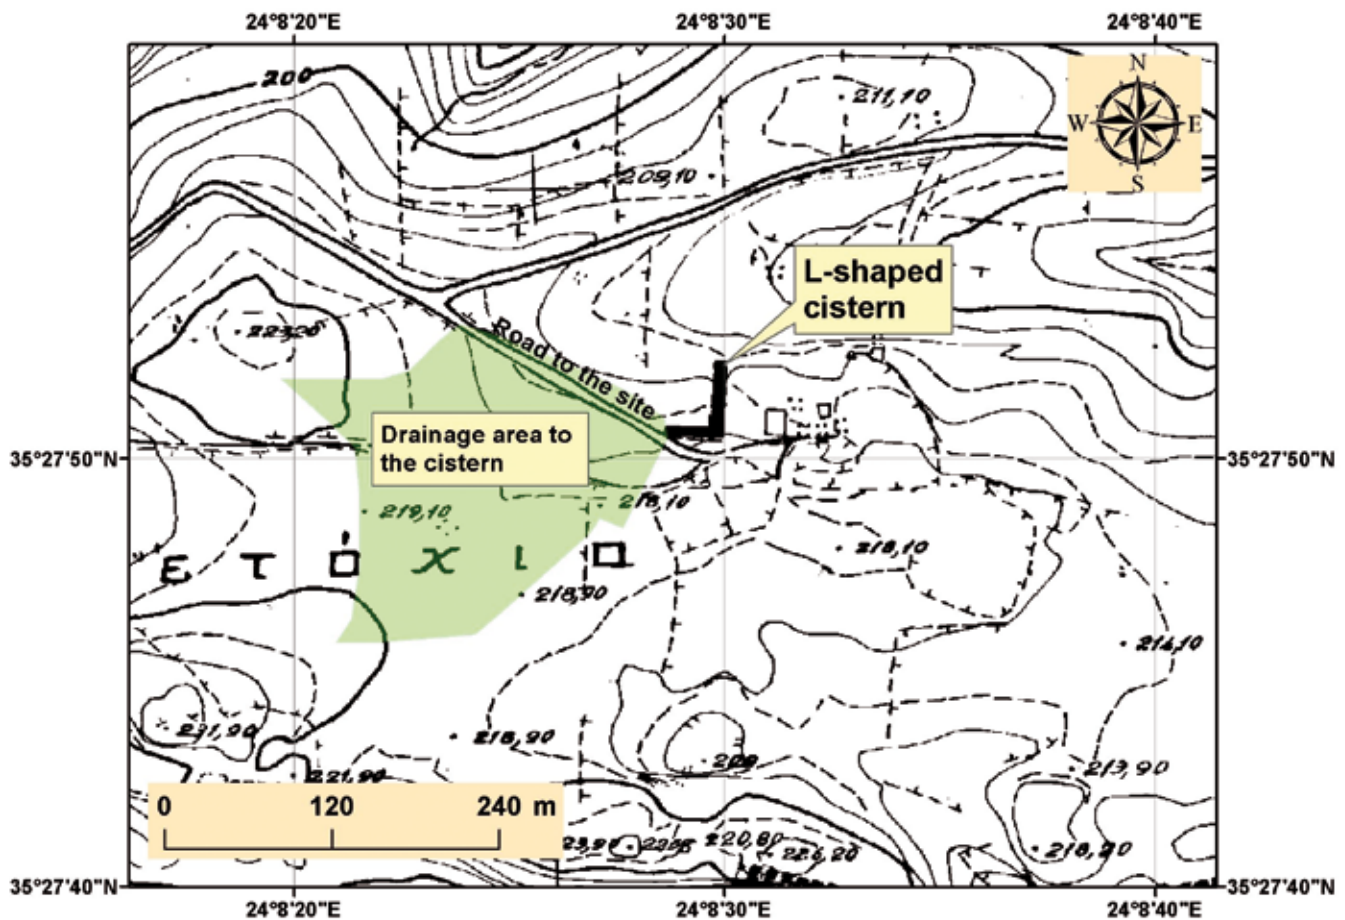 24°8'20"E 24°8'30"E 24°8'40"E
200
211,10
N
W E
S
209,10
L-shaped
cistern
Road to the site
Drainage area to
the cistern
35°27'50"N 35°27'50"N
219,10
218,10
218,10
Ε Τ Ο Χ Ι Ο
218,90
214,10
218,90
221,90
213,90
0 120 240 m
220,80
35°27'40"N 35°27'40"N
24°8'20"E 24°8'30"E 24°8'40"E